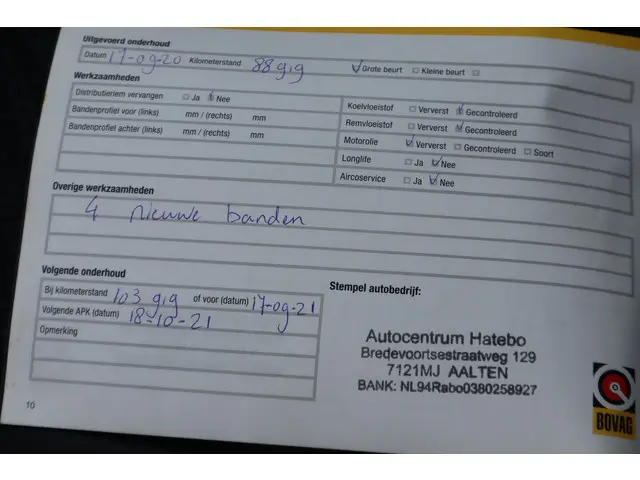 Uitgevoerd onderhoud
Datum 17-09-20 Kilometerstand 88919 Grote beurt Kleine beurt
Werkzaamheden
Distributieriem vervangen Ja Nee
Bandenprofiel voor (links) mm / (rechts) mm
Bandenprofiel achter (links) mm / (rechts) mm
Koelvloeistof Ververst Gecontroleerd
Remvloeistof Ververst Gecontroleerd
Motorolie Ververst Gecontroleerd Soort
Longlife Ja Nee
Aircoservice Ja Nee
Overige werkzaamheden
4 nieuwe banden
Volgende onderhoud
Bij kilometerstand 103 919 of voor (datum) 17-09-21
Volgende APK (datum) 18-10-21
Opmerking
Stempel autobedrijf:
Autocentrum Hatebo
Bredevoortsestraatweg 129
7121MJ AALTEN
BANK: NL94Rabo0380258927
BOVAG
10